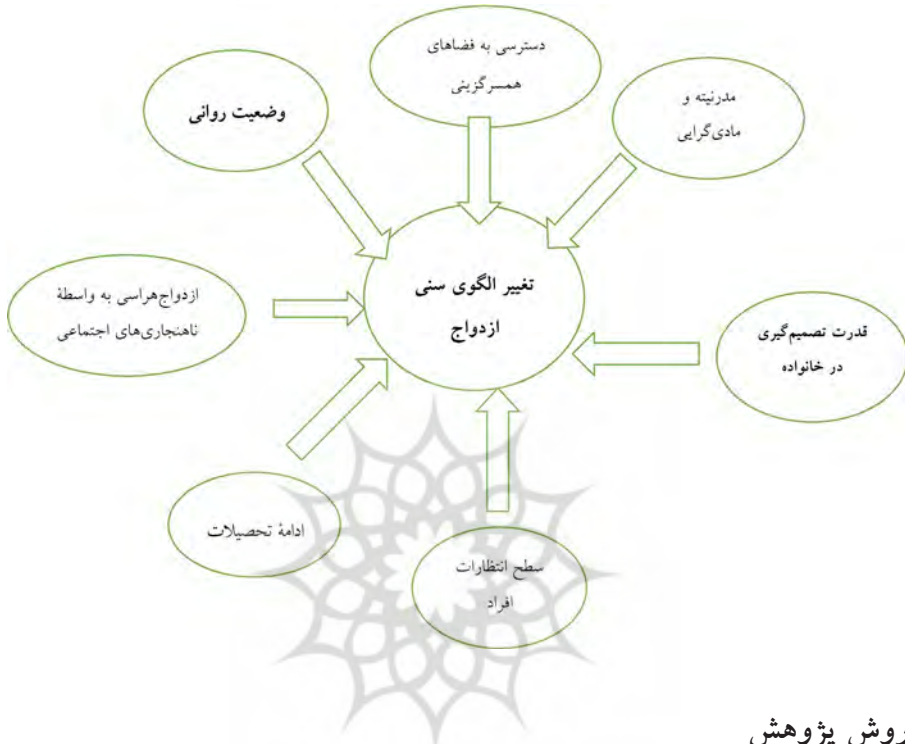 دسترسی به فضاهای
همسرگزینی
مدرنیته و
مادی‌گرایی
وضعیت روانی
تغییر الگوی سنی
ازدواج
ازدواج‌هراسی به واسطهٔ
ناهنجاری‌های اجتماعی
قدرت تصمیم‌گیری
در خانواده
ادامهٔ تحصیلات
سطح انتظارات
افراد
روش پژوهش